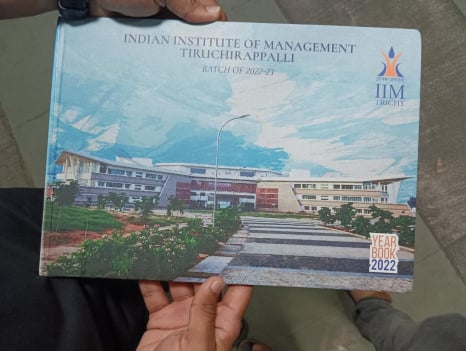 INDIAN INSTITUTE OF MANAGEMENT
TIRUCHIRAPPALLI
BATCH OF 2022-23
IIM
TRICHY
YEAR
BOOK
2022